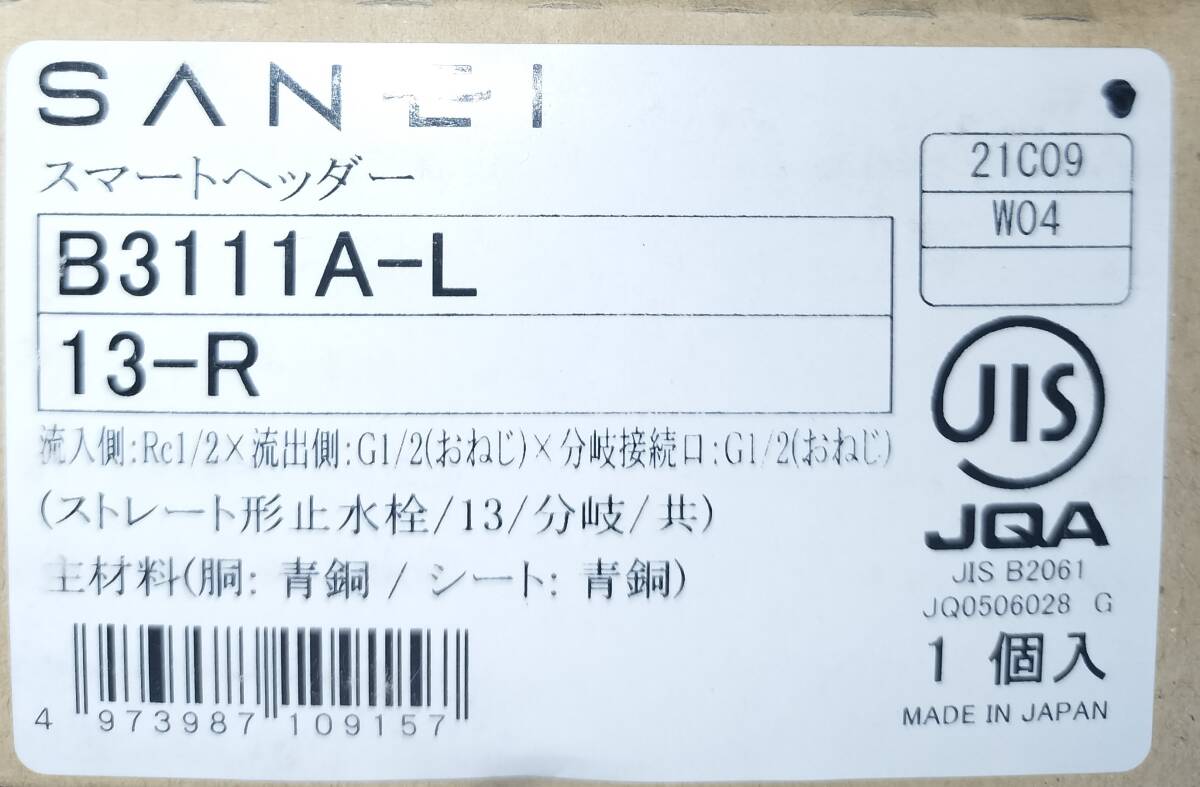 SANEI
スマートヘッダー
B3111A-L
13-R
流入側:Rc1/2×流出側:G1/2(おねじ)×分岐接続口:G1/2(おねじ)
(ストレート形止水栓/13/分岐/共)
主材料(胴: 青銅 / シート: 青銅)
4 973987 109157
21C09
W04
JIS
JQA
JIS B2061
JQ0506028 G
1 個入
MADE IN JAPAN